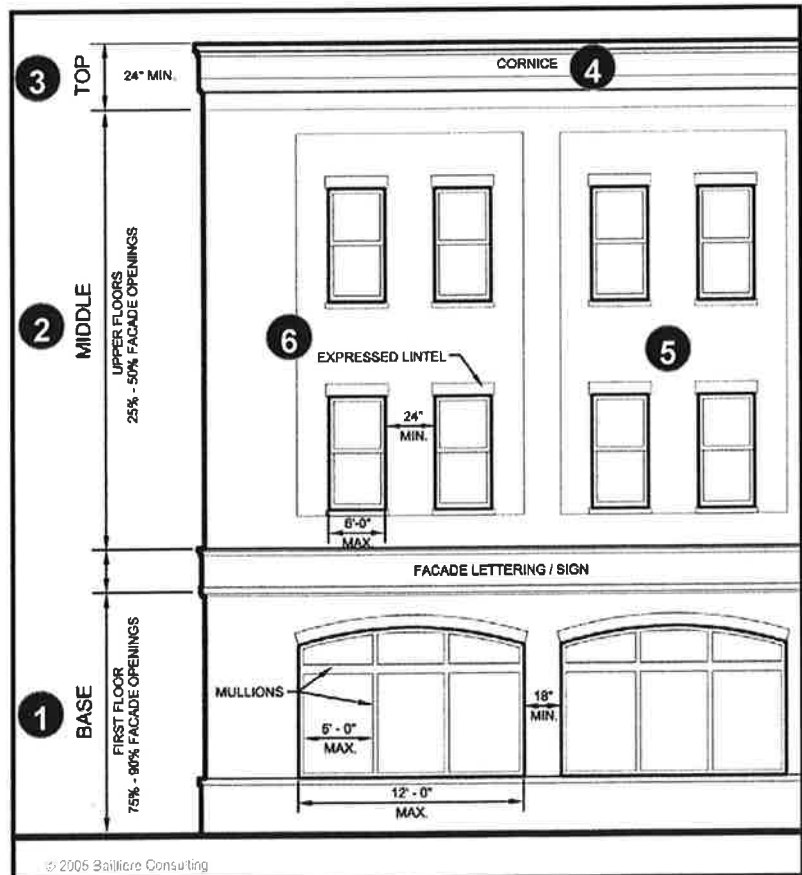 3
TOP
24" MIN.
CORNICE
4
2
MIDDLE
UPPER FLOORS
25% - 50% FACADE OPENINGS
6
5
EXPRESSED LINTEL
24"
MIN.
6'-0"
MAX.
FACADE LETTERING / SIGN
1
BASE
FIRST FLOOR
75% - 90% FACADE OPENINGS
MULLIONS
5' - 0"
MAX.
18"
MIN.
12' - 0"
MAX.
© 2005 Bailliere Consulting